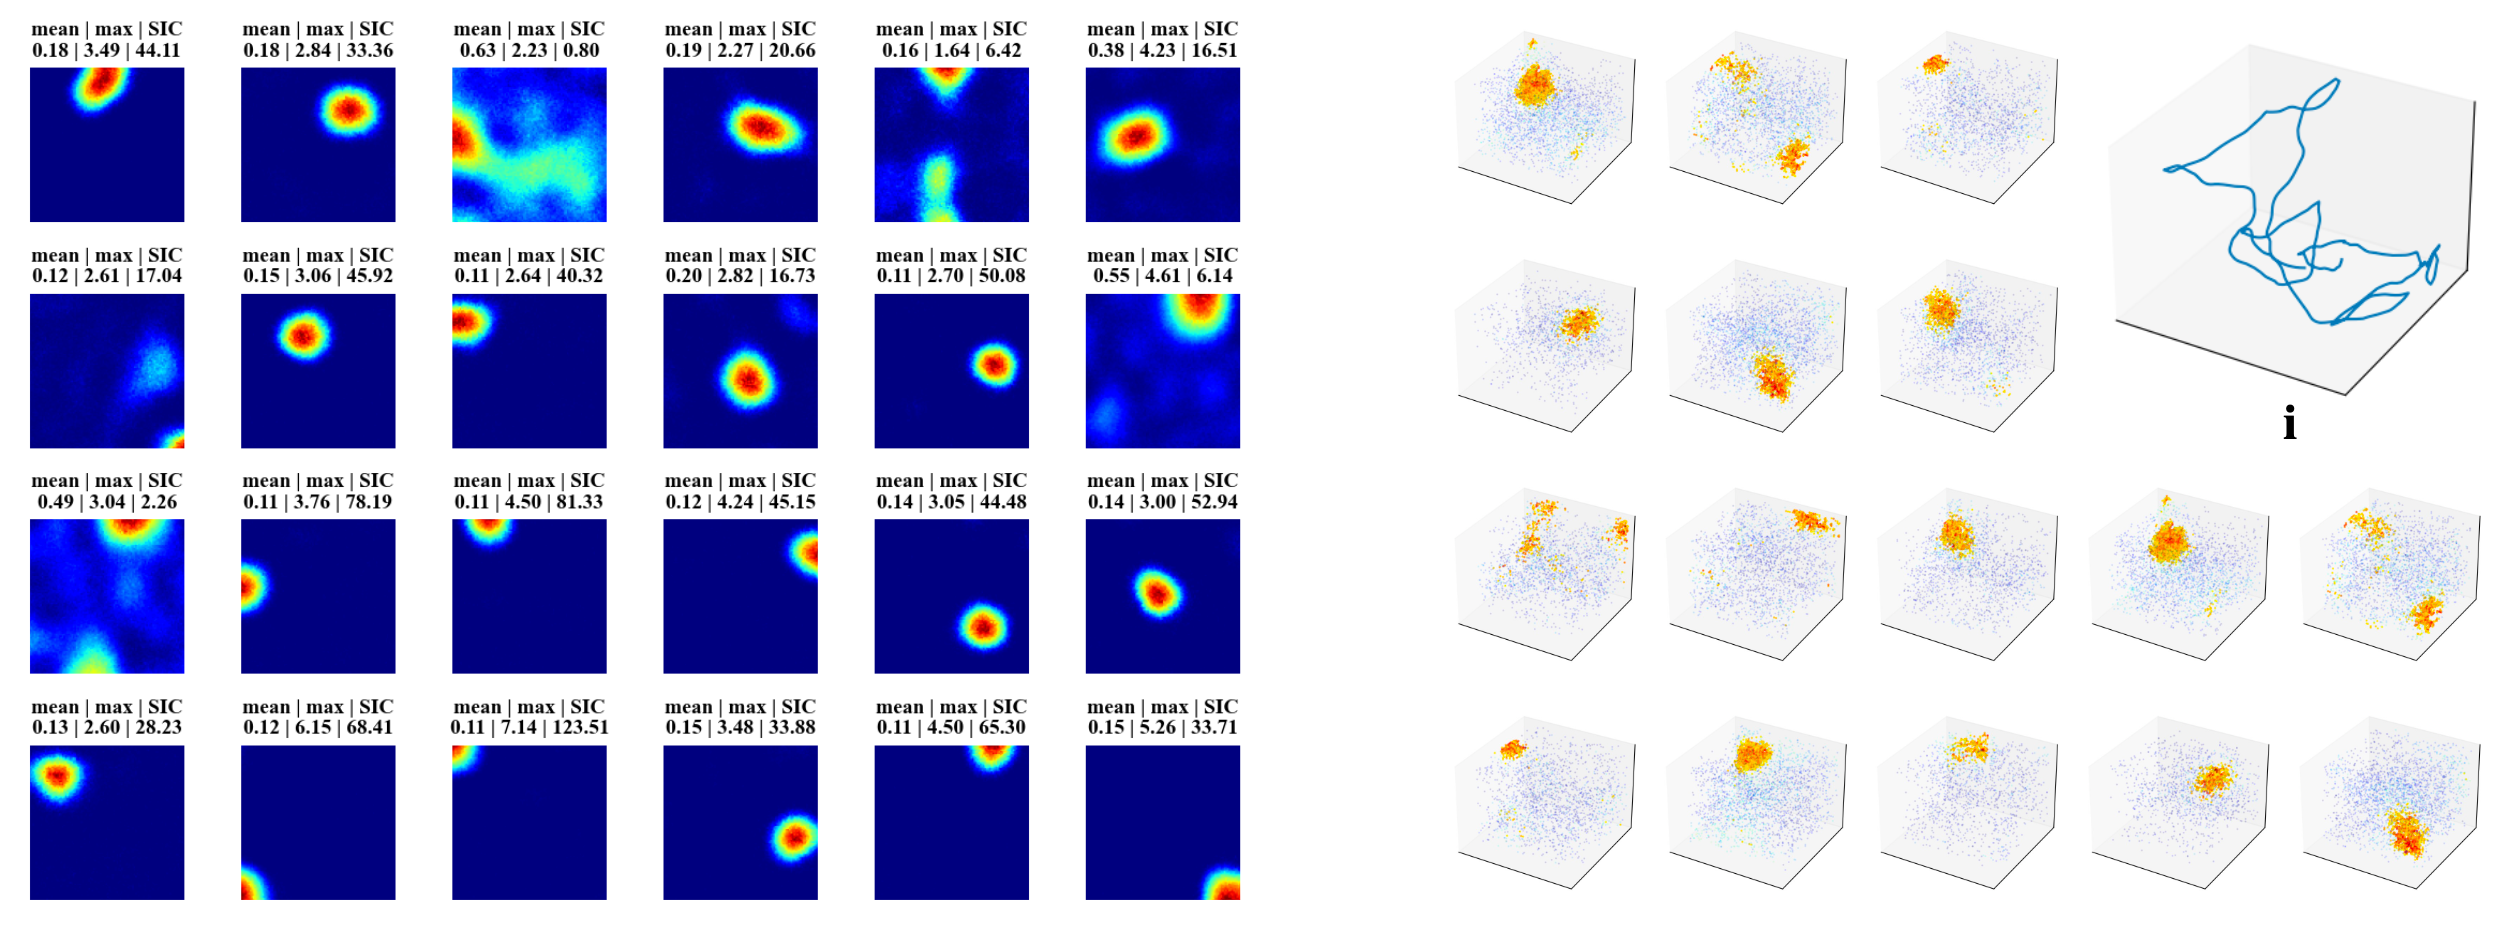 mean | max | SIC
0.18 | 3.49 | 44.11
mean | max | SIC
0.18 | 2.84 | 33.36
mean | max | SIC
0.63 | 2.23 | 0.80
mean | max | SIC
0.19 | 2.27 | 20.66
mean | max | SIC
0.16 | 1.64 | 6.42
mean | max | SIC
0.38 | 4.23 | 16.51
mean | max | SIC
0.12 | 2.61 | 17.04
mean | max | SIC
0.15 | 3.06 | 45.92
mean | max | SIC
0.11 | 2.64 | 40.32
mean | max | SIC
0.20 | 2.82 | 16.73
mean | max | SIC
0.11 | 2.70 | 50.08
mean | max | SIC
0.55 | 4.61 | 6.14
i
mean | max | SIC
0.49 | 3.04 | 2.26
mean | max | SIC
0.11 | 3.76 | 78.19
mean | max | SIC
0.11 | 4.50 | 81.33
mean | max | SIC
0.12 | 4.24 | 45.15
mean | max | SIC
0.14 | 3.05 | 44.48
mean | max | SIC
0.14 | 3.00 | 52.94
mean | max | SIC
0.13 | 2.60 | 28.23
mean | max | SIC
0.12 | 6.15 | 68.41
mean | max | SIC
0.11 | 7.14 | 123.51
mean | max | SIC
0.15 | 3.48 | 33.88
mean | max | SIC
0.11 | 4.50 | 65.30
mean | max | SIC
0.15 | 5.26 | 33.71